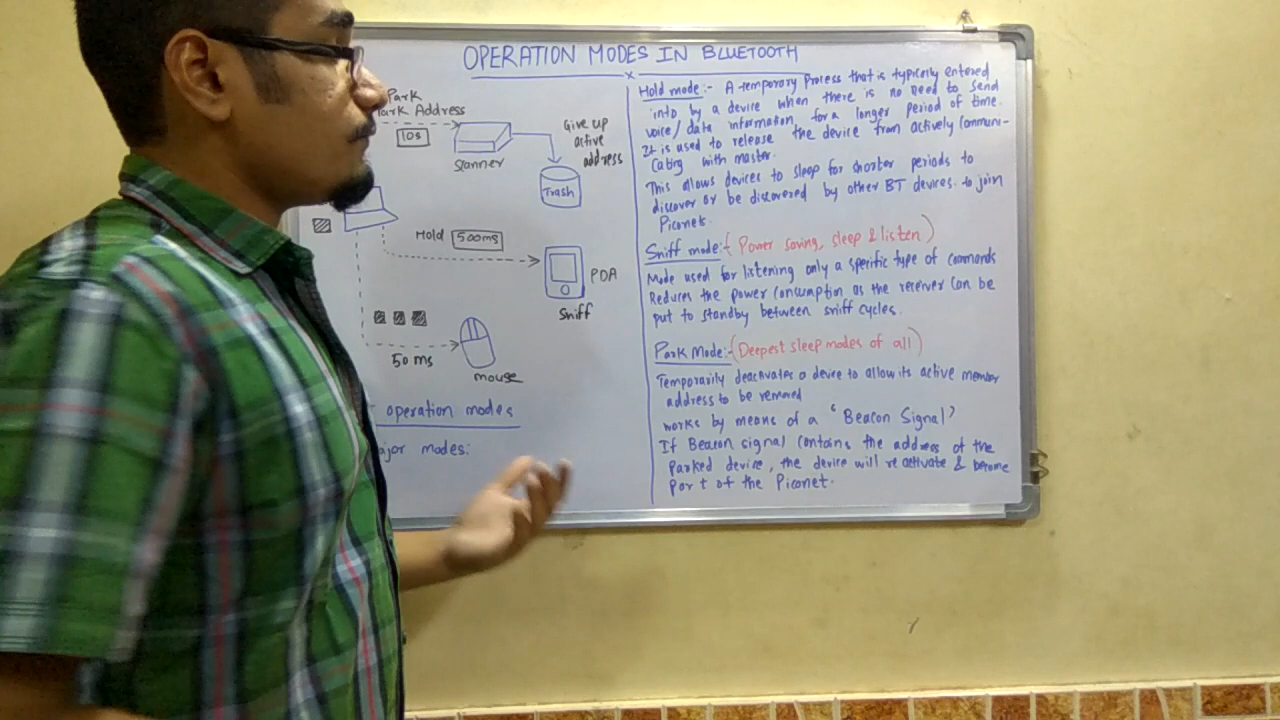 OPERATION MODES IN BLUETOOTH
Park
Park Address
10s
Scanner
Give up
active
address
Trash
Hold 500ms
PDA
Sniff
50 ms
mouse
operation modes
ajor modes:
Hold mode:- A temporary Process that is typically entered
into by a device when there is no need to send
voice/data information for a longer period of time.
It is used to release the device from actively Communi-
cating with master.
This allows devices to sleep for shorter periods to
discover or be discovered by other BT devices to join
Piconets.
Sniff mode:- (Power saving, sleep & listen)
Mode used for listening only a specific type of commands
Reduces the power Consumption as the receiver Can be
put to standby between sniff cycles.
Park Mode:- (Deepest sleep modes of all)
Temporarily deactivates a device to allow its active member
address to be removed
works by means of a "Beacon Signal"
If Beacon signal contains the address of the
parked device, the device will re activate & become
part of the Piconet.